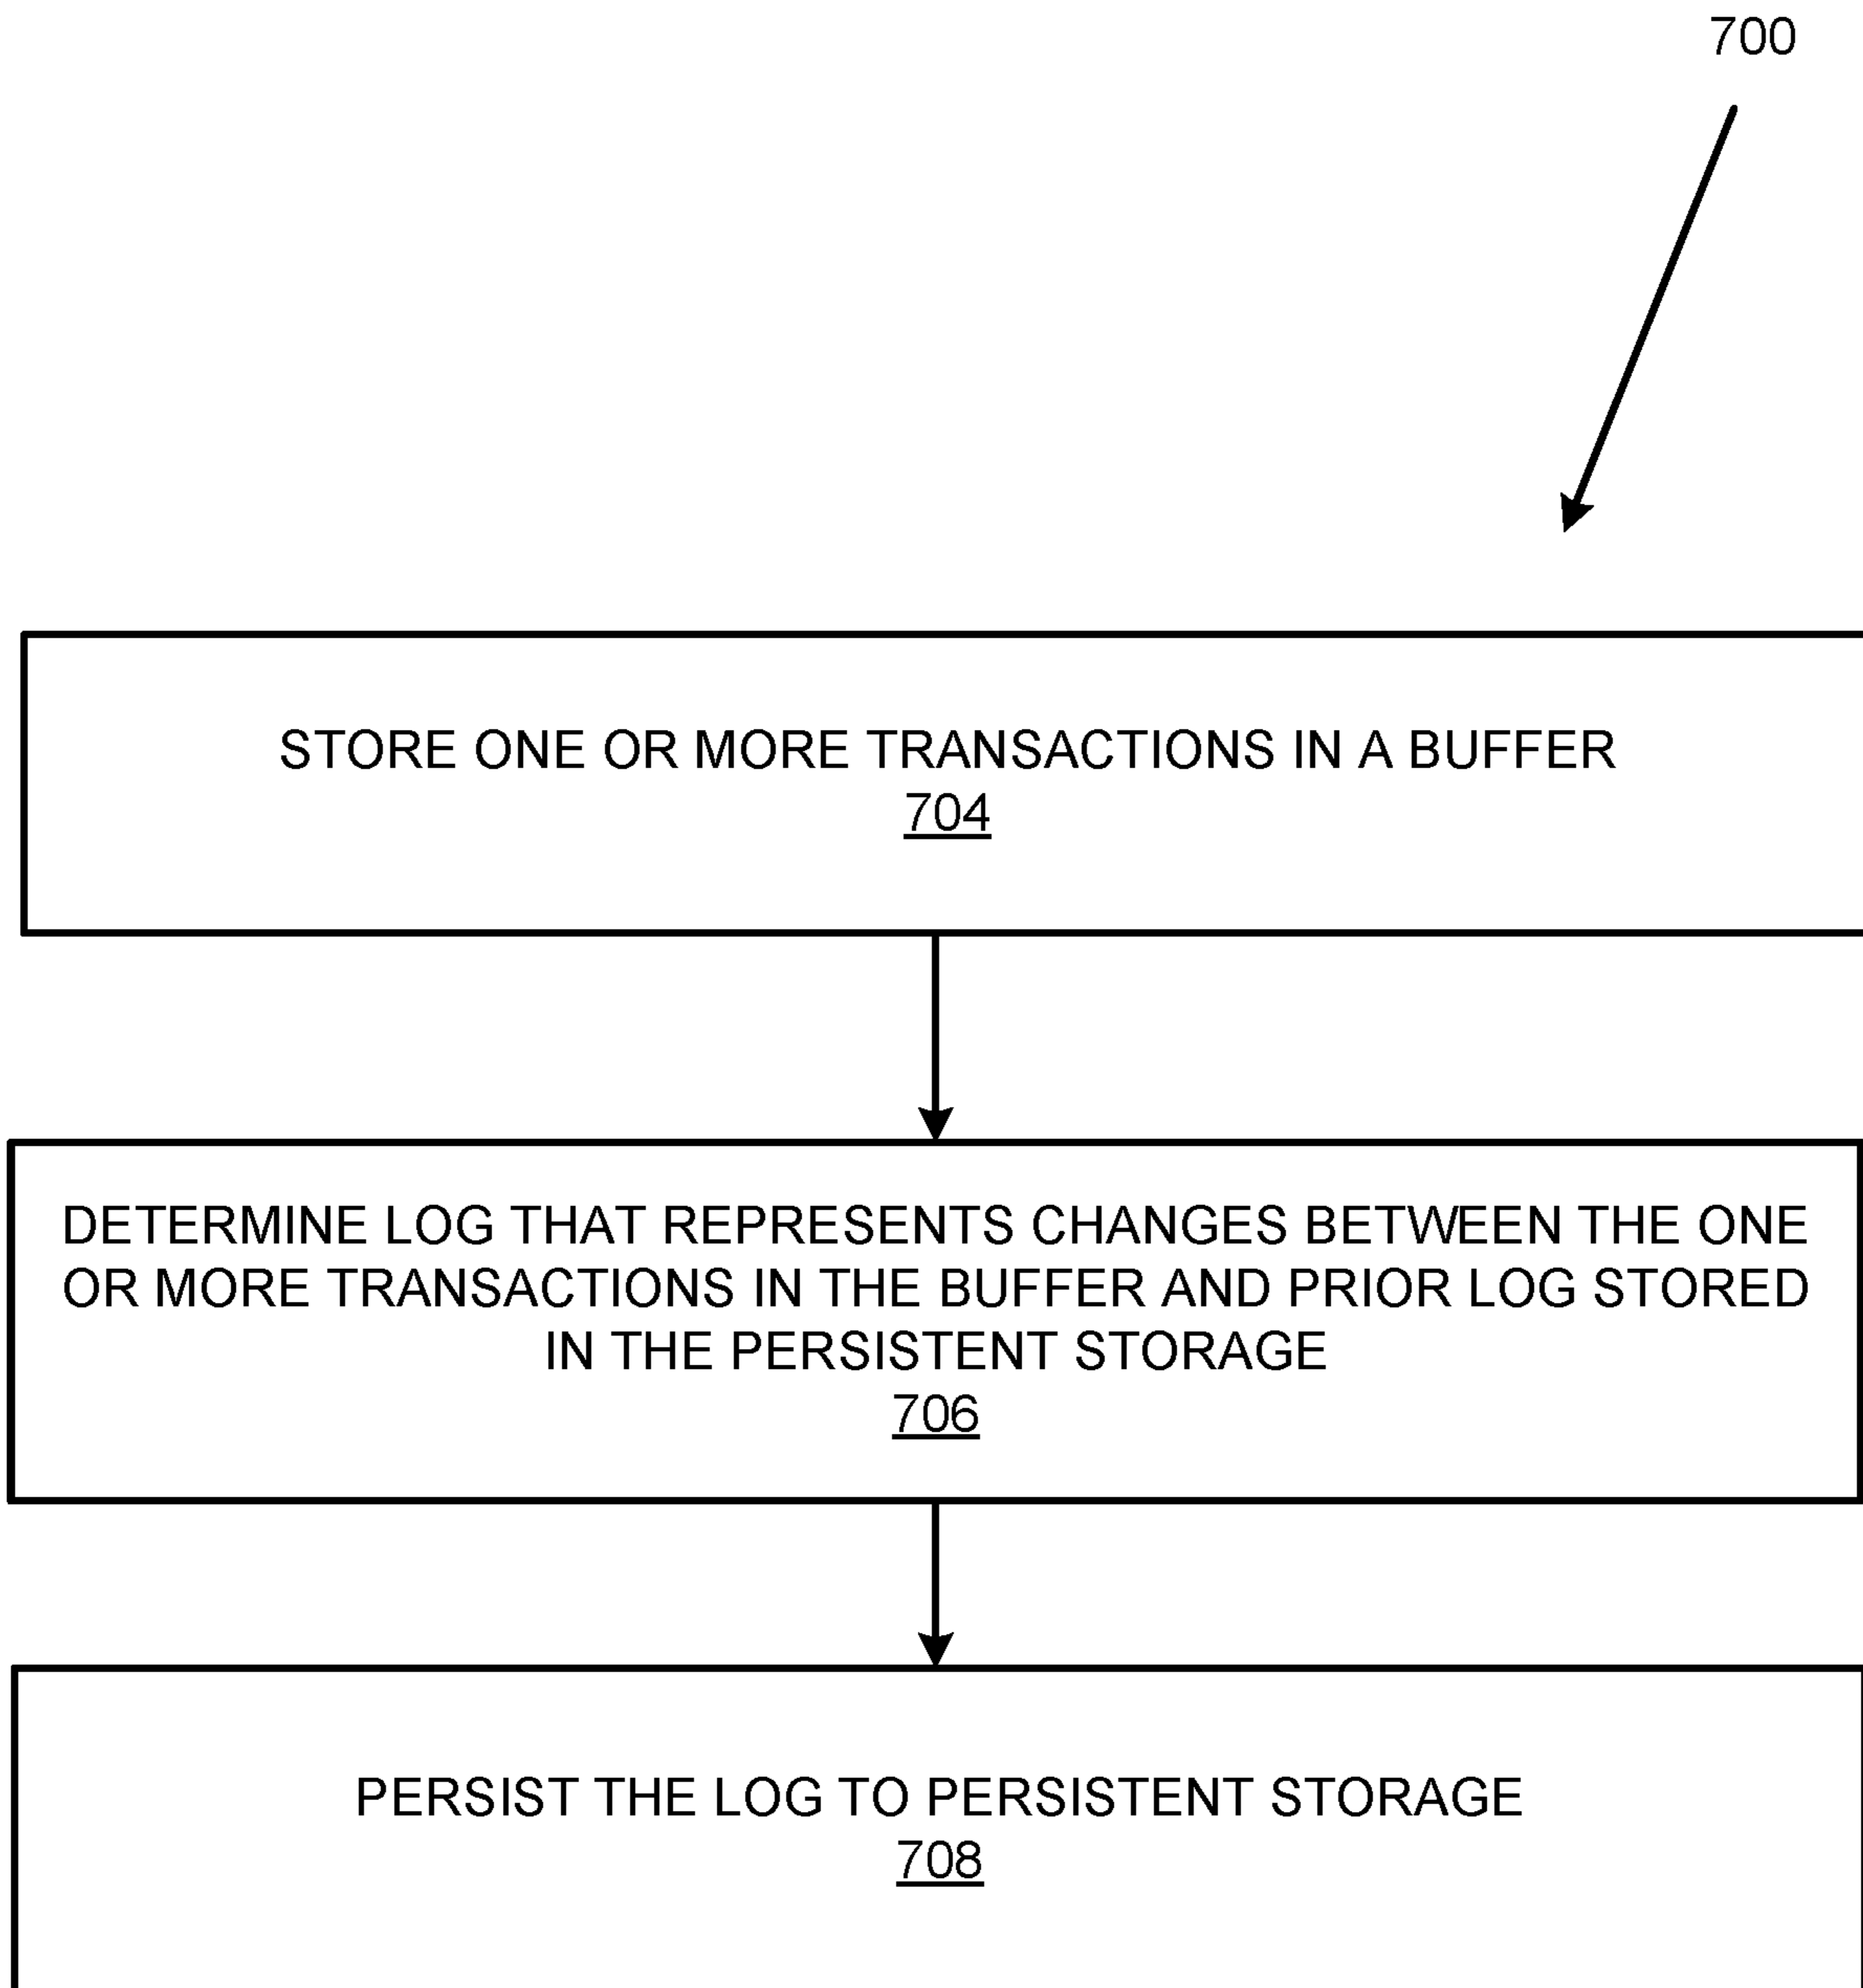 700
STORE ONE OR MORE TRANSACTIONS IN A BUFFER
704
DETERMINE LOG THAT REPRESENTS CHANGES BETWEEN THE ONE
OR MORE TRANSACTIONS IN THE BUFFER AND PRIOR LOG STORED
IN THE PERSISTENT STORAGE
706
PERSIST THE LOG TO PERSISTENT STORAGE
708